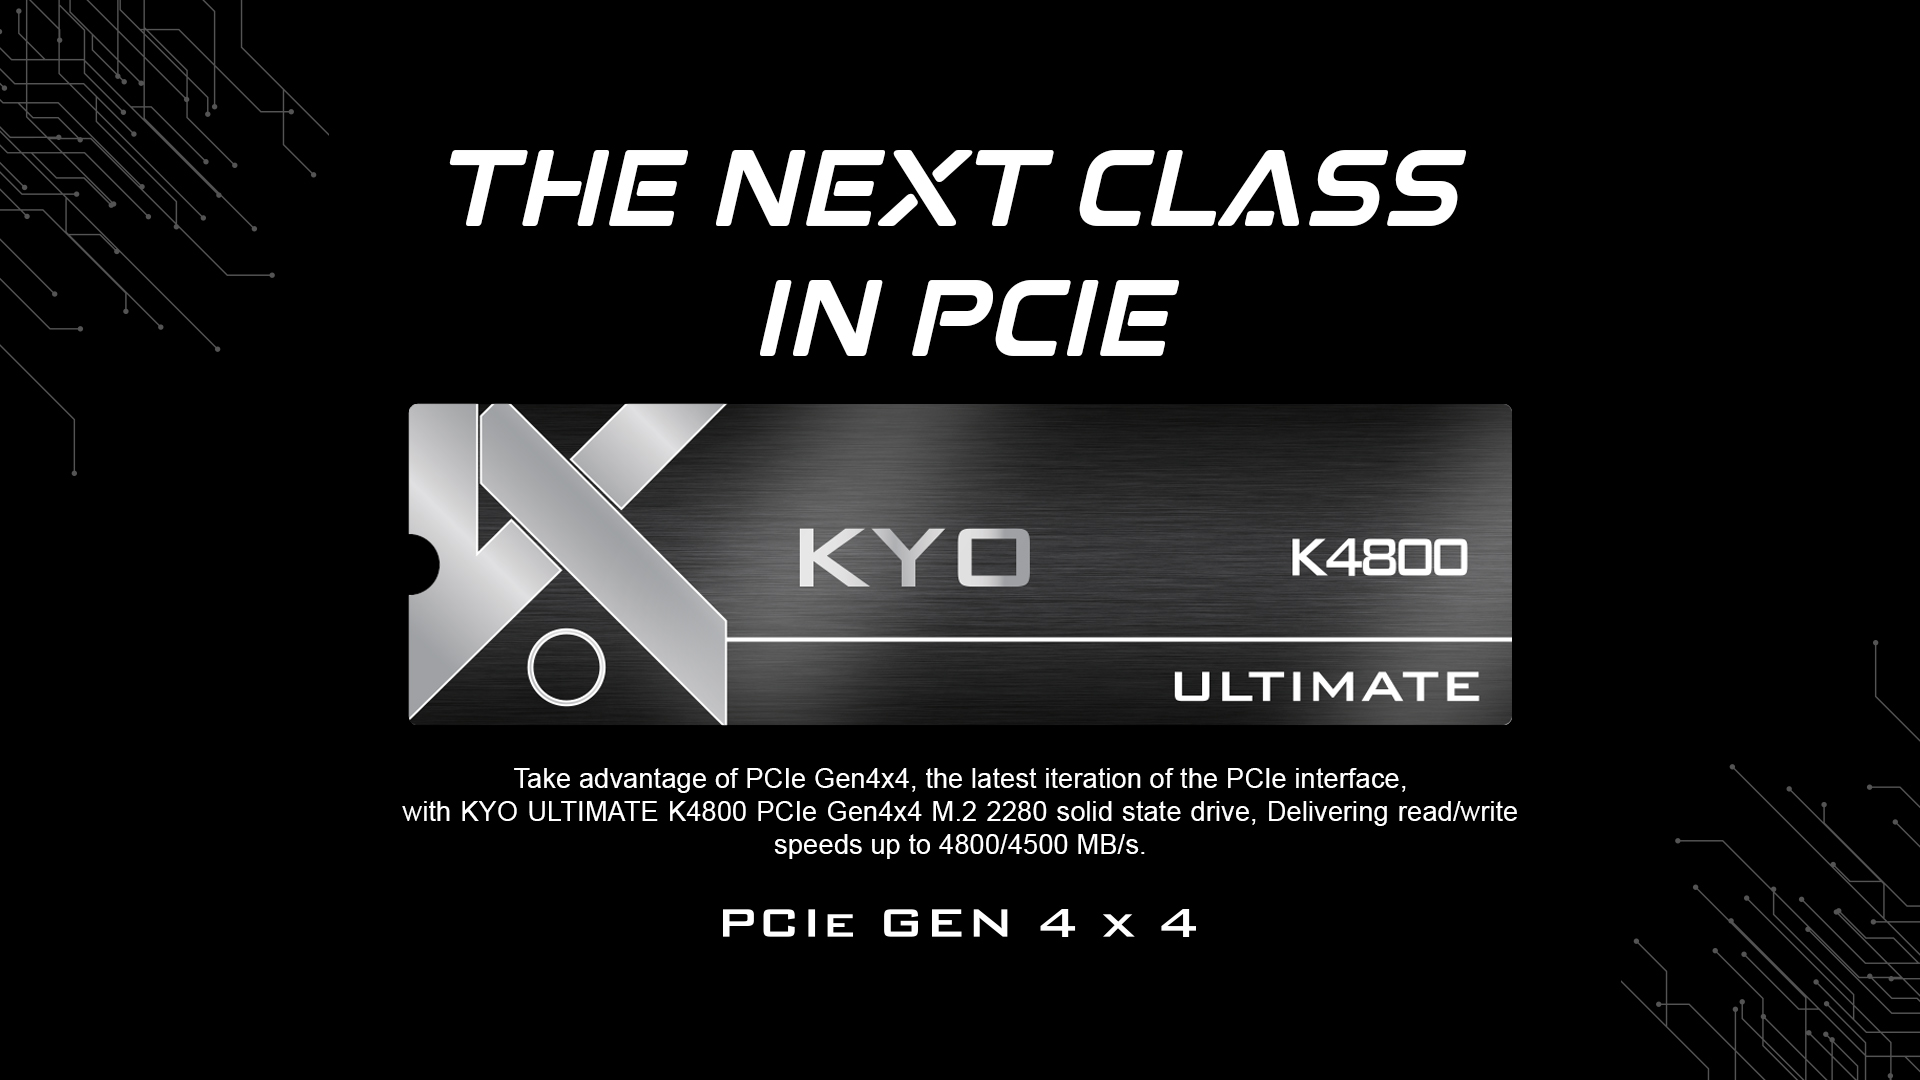 THE NEXT CLASS
IN PCIE
KYO
K4800
ULTIMATE
Take advantage of PCIe Gen4x4, the latest iteration of the PCIe interface,
with KYO ULTIMATE K4800 PCIe Gen4x4 M.2 2280 solid state drive, Delivering read/write
speeds up to 4800/4500 MB/s.
PCIe GEN 4 x 4